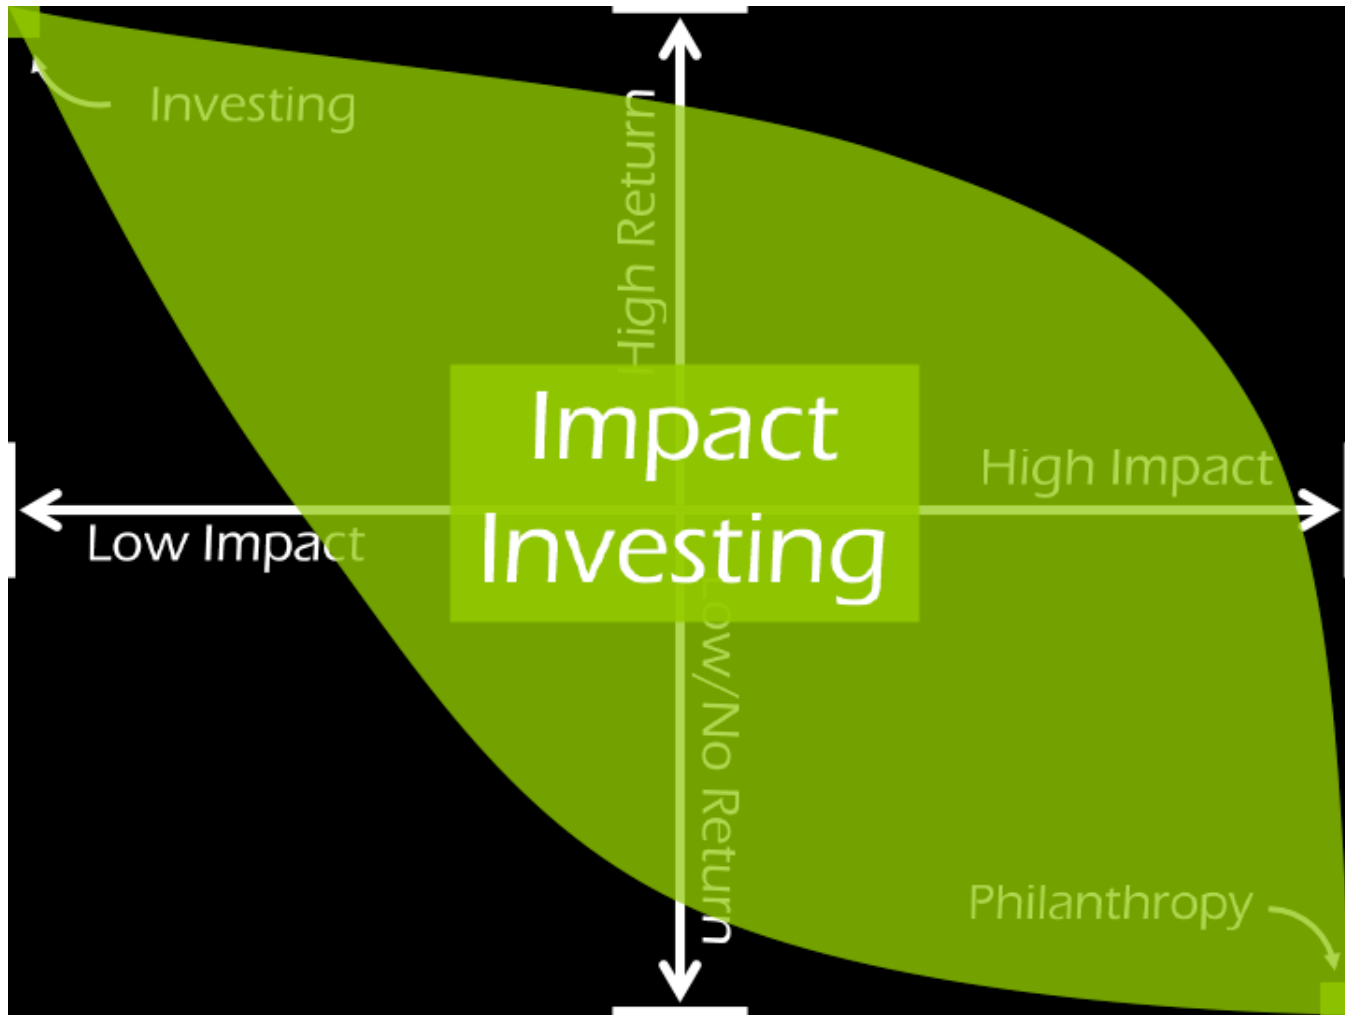 Investing
High Return
Impact
Investing
High Impact
Low Impact
Low/No Return
Philanthropy